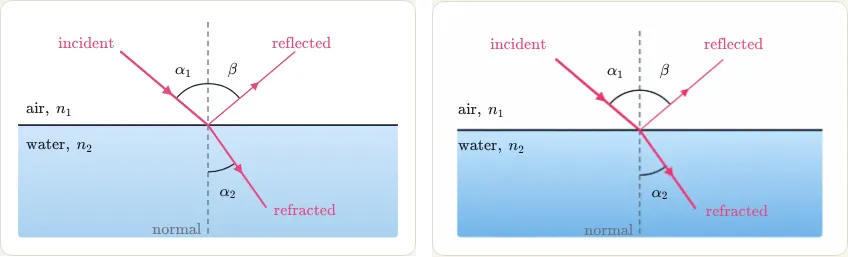 incident
reflected
α₁
β
air, n₁
water, n₂
α₂
refracted
normal
incident
reflected
α₁
β
air, n₁
water, n₂
α₂
refracted
normal